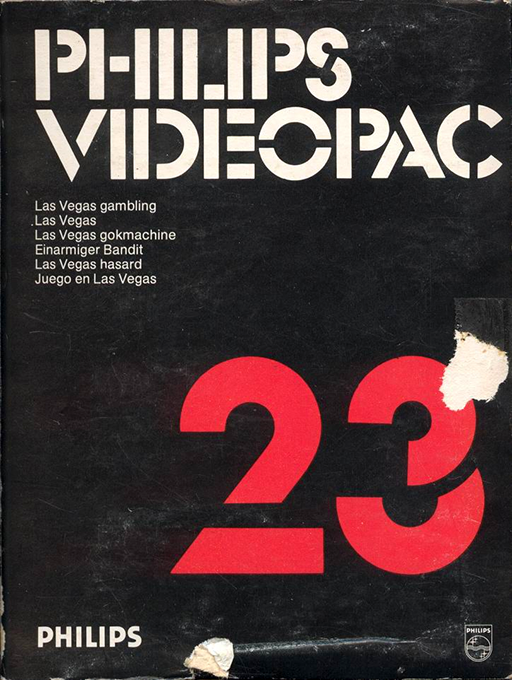 PHILIPS
VIDEOPAC
Las Vegas gambling
Las Vegas
Las Vegas gokmachine
Einarmiger Bandit
Las Vegas hasard
Juego en Las Vegas
23
PHILIPS
PHILIPS